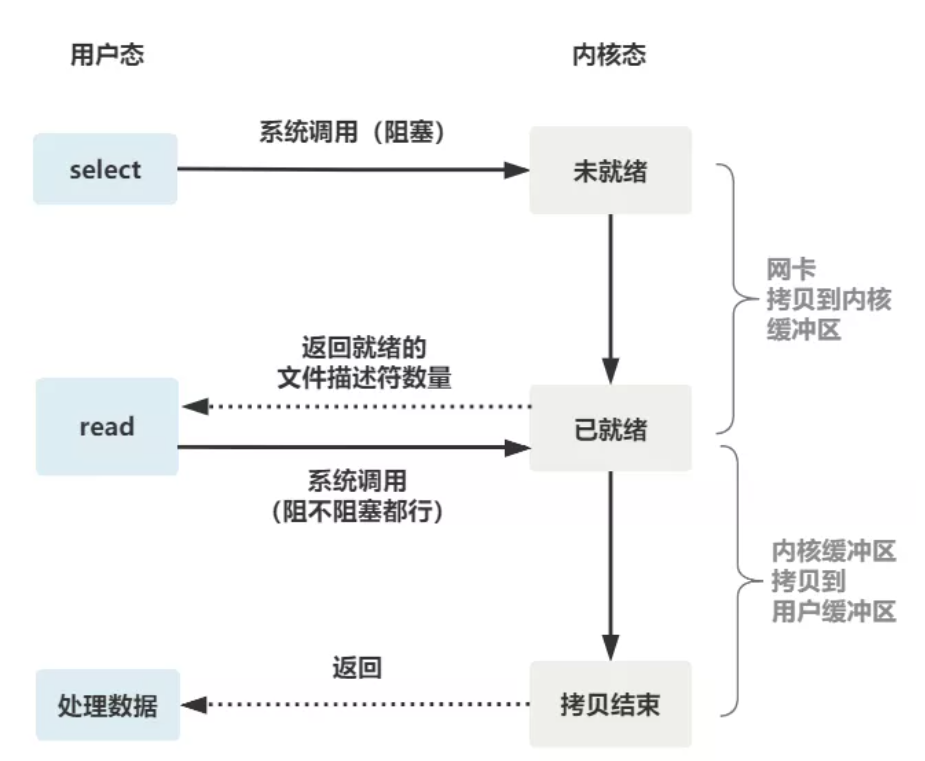 用户态
内核态
系统调用（阻塞）
select
未就绪
网卡
拷贝到内核
缓冲区
返回就绪的
文件描述符数量
read
已就绪
系统调用
（阻不阻塞都行）
内核缓冲区
拷贝到
用户缓冲区
返回
处理数据
拷贝结束